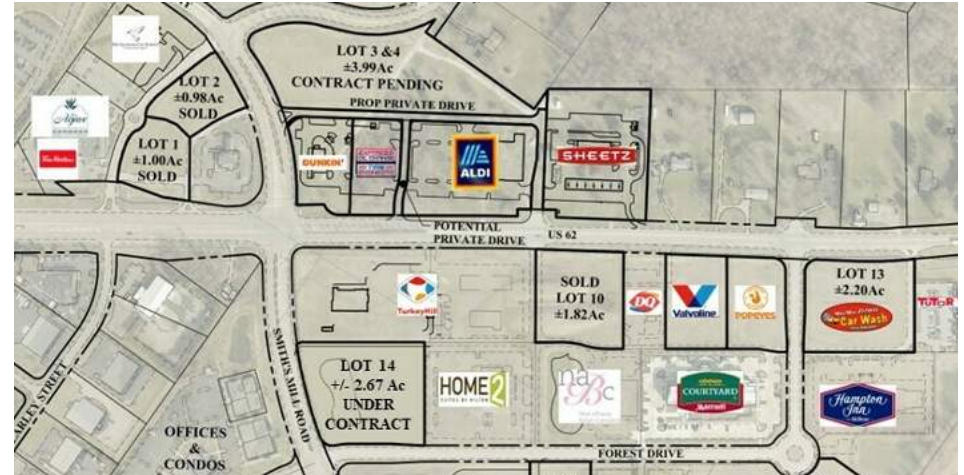 LOT 3 &4
±3.99Ac
CONTRACT PENDING
PROP PRIVATE DRIVE
LOT 2
±0.98Ac
SOLD
LOT 1
±1.00Ac
SOLD
DUNKIN'
ALDI
SHEETZ
POTENTIAL
PRIVATE DRIVE
US 62
TurkeyHill
SOLD
LOT 10
±1.82Ac
DQ
Valvoline
POPEYES
LOT 13
±2.20Ac
Car Wash
TUToR
LOT 14
+/- 2.67 Ac
UNDER
CONTRACT
HOME2
SUITES BY HILTON
naBc
COURTYARD
Marriott
Hampton
Inn
SMITH'S MILL ROAD
ARLEY STREET
OFFICES
&
CONDOS
FOREST DRIVE